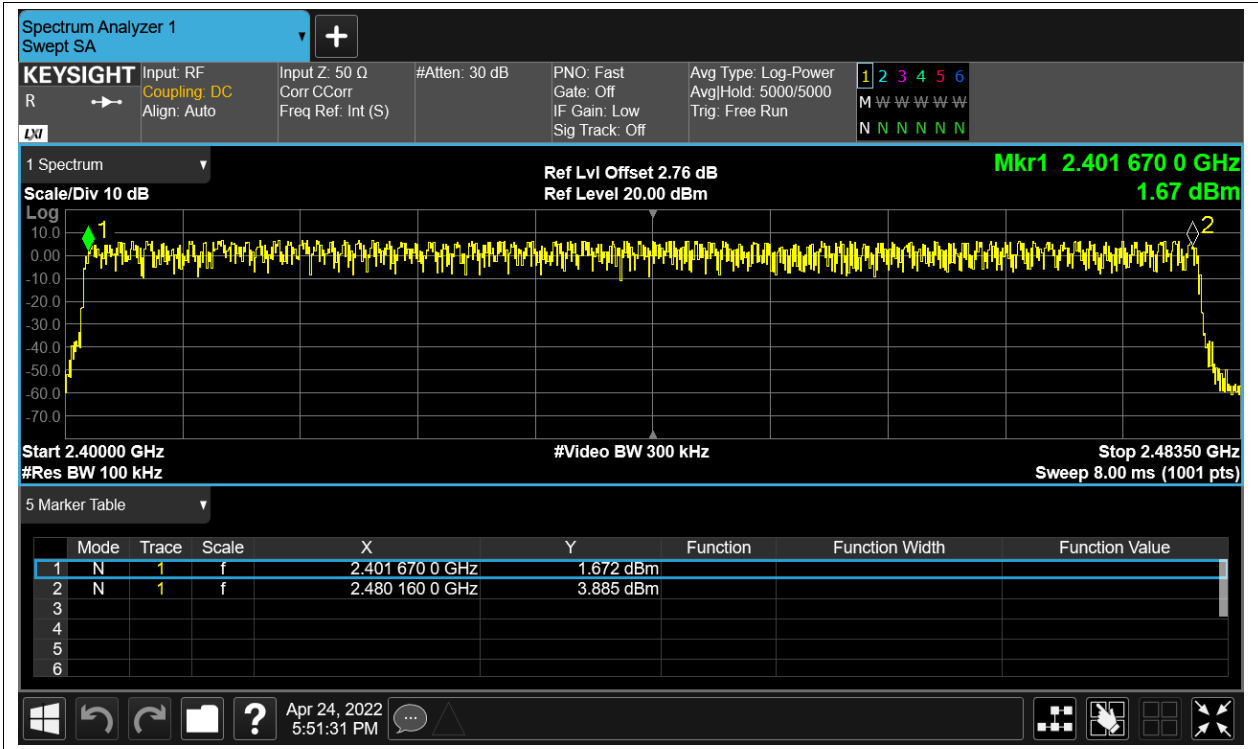 Spectrum Analyzer 1
Swept SA
KEYSIGHT
R
LXI
Input: RF
Coupling: DC
Align: Auto
Input Z: 50 Ω
Corr CCorr
Freq Ref: Int (S)
#Atten: 30 dB
PNO: Fast
Gate: Off
IF Gain: Low
Sig Track: Off
Avg Type: Log-Power
Avg|Hold: 5000/5000
Trig: Free Run
1 2 3 4 5 6
M W W W W W
N N N N N N
1 Spectrum
Scale/Div 10 dB
Ref Lvl Offset 2.76 dB
Ref Level 20.00 dBm
Mkr1 2.401 670 0 GHz
1.67 dBm
Log
1
2
10.0
0.00
-10.0
-20.0
-30.0
-40.0
-50.0
-60.0
-70.0
Start 2.40000 GHz
#Video BW 300 kHz
Stop 2.48350 GHz
#Res BW 100 kHz
Sweep 8.00 ms (1001 pts)
5 Marker Table
Mode Trace Scale X Y Function Function Width Function Value
1 N 1 f 2.401 670 0 GHz 1.672 dBm
2 N 1 f 2.480 160 0 GHz 3.885 dBm
3
4
5
6
?
Apr 24, 2022
5:51:31 PM